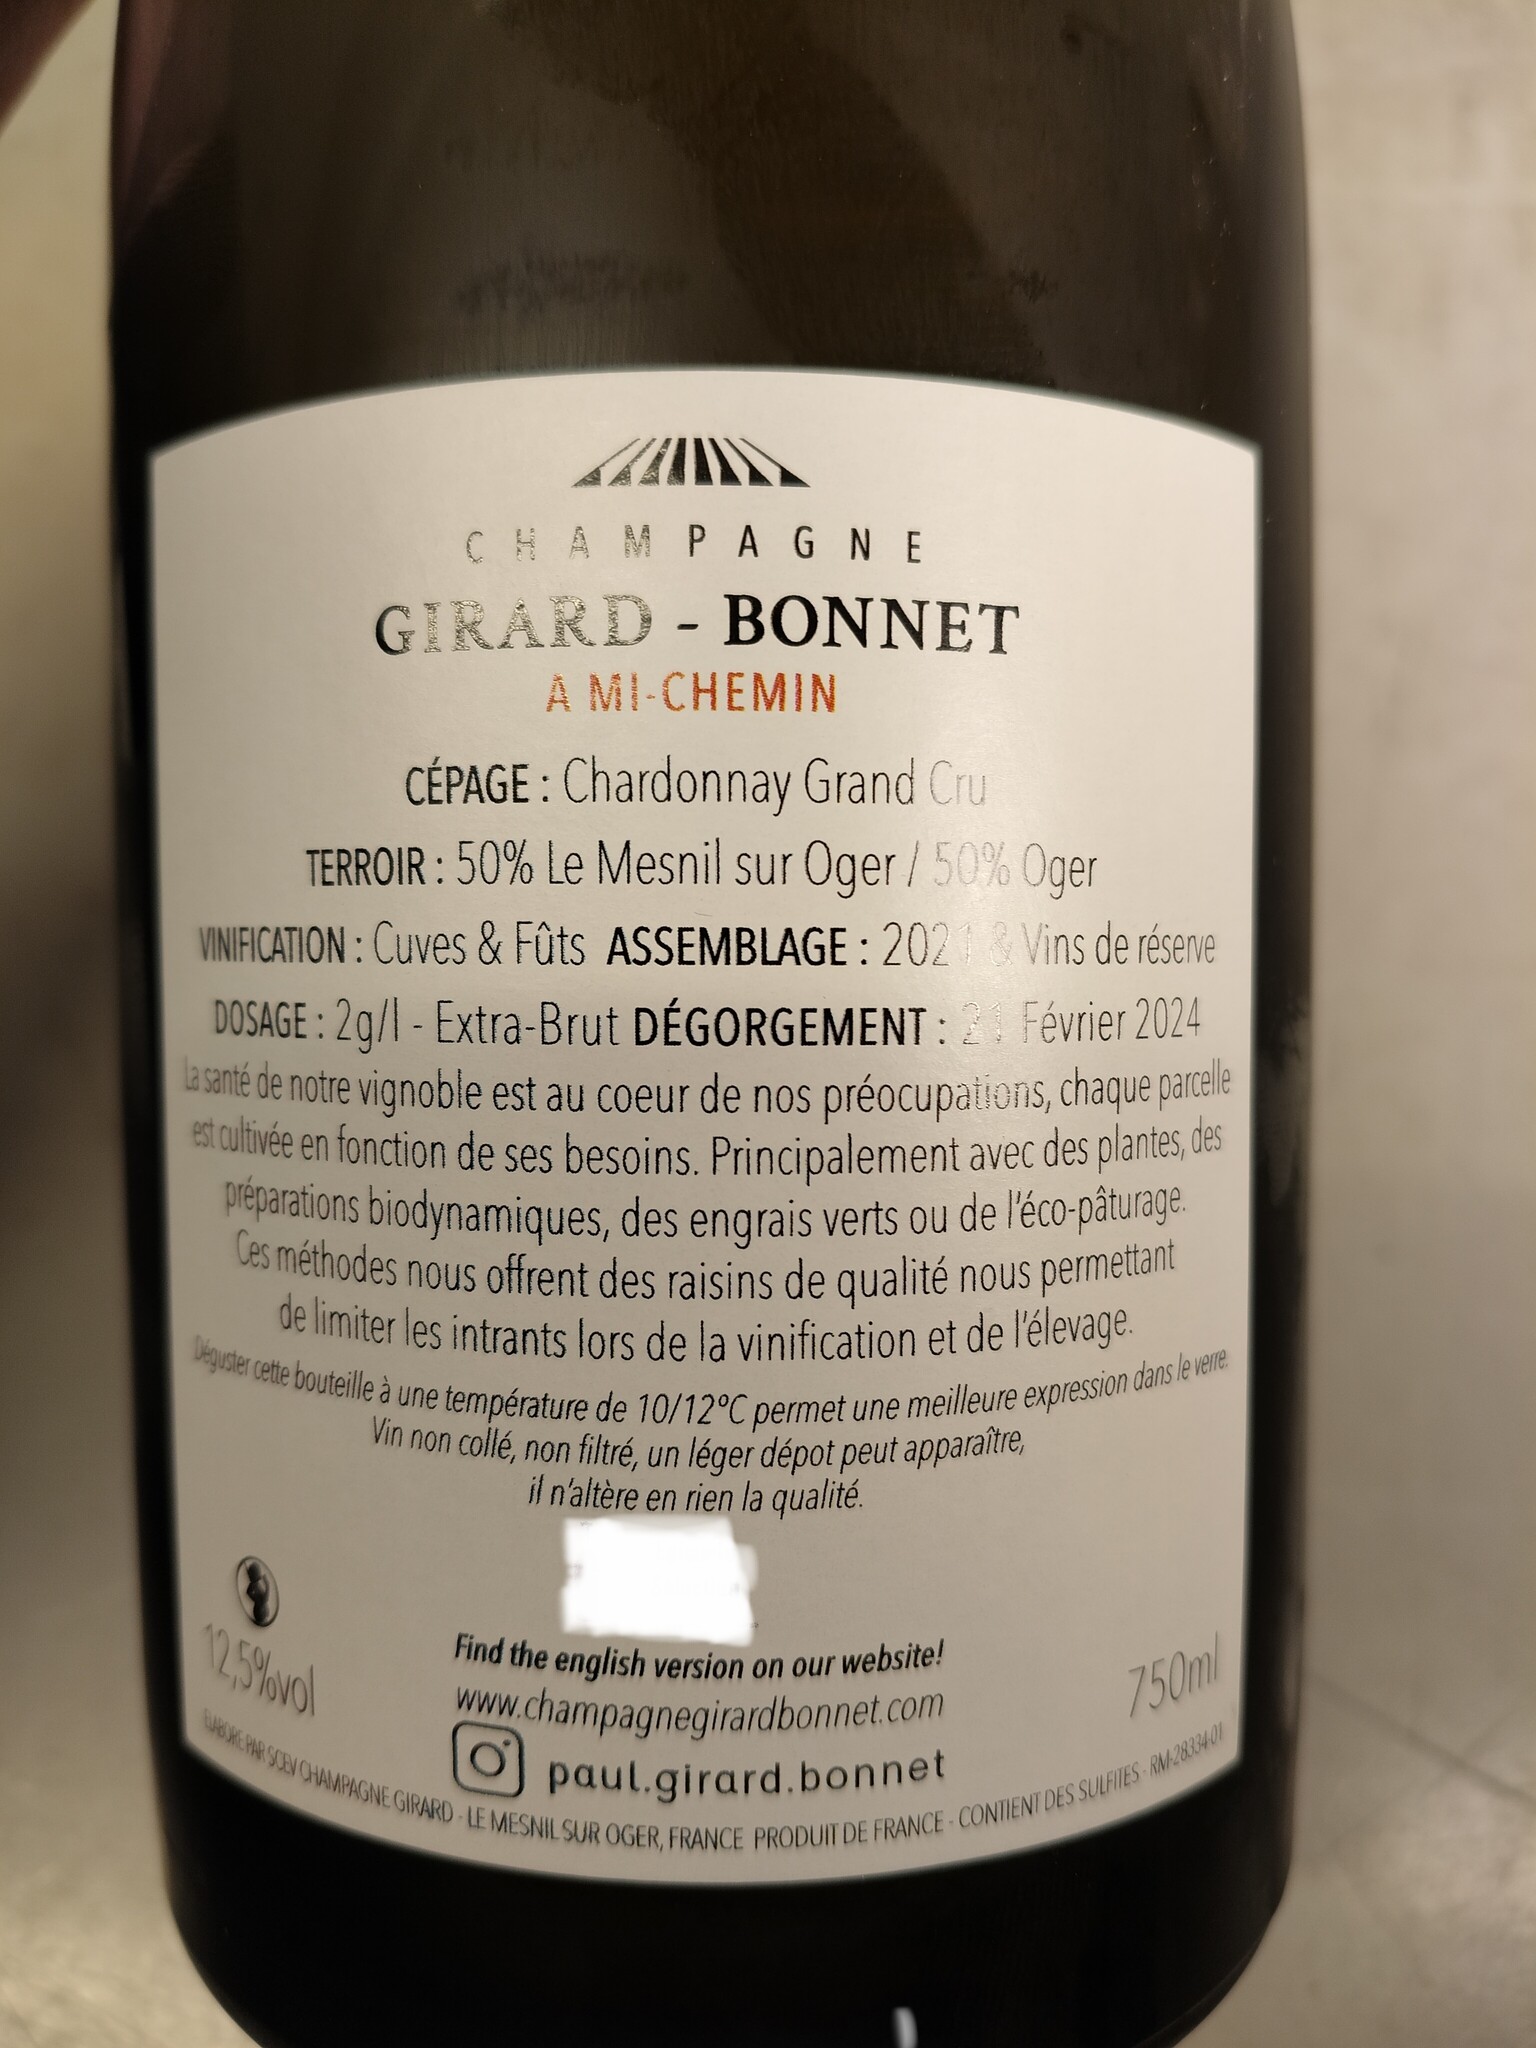 CHAMPAGNE
GIRARD - BONNET
A MI-CHEMIN
CÉPAGE : Chardonnay Grand Cru
TERROIR : 50% Le Mesnil sur Oger / 50% Oger
VINIFICATION : Cuves & Fûts ASSEMBLAGE : 2021 & Vins de réserve
DOSAGE : 2g/l - Extra-Brut DÉGORGEMENT : 21 Février 2024
La santé de notre vignoble est au coeur de nos préocupations, chaque parcelle
est cultivée en fonction de ses besoins. Principalement avec des plantes, des
préparations biodynamiques, des engrais verts ou de l'éco-pâturage.
Ces méthodes nous offrent des raisins de qualité nous permettant
de limiter les intrants lors de la vinification et de l'élevage.
Déguster cette bouteille à une température de 10/12°C permet une meilleure expression dans le verre.
Vin non collé, non filtré, un léger dépot peut apparaître,
il n'altère en rien la qualité.
Find the english version on our website!
12,5%vol
www.champagnegirardbonnet.com
750ml
paul.girard.bonnet
ELABORE PAR SCEV CHAMPAGNE GIRARD - LE MESNIL SUR OGER, FRANCE PRODUIT DE FRANCE - CONTIENT DES SULFITES - RM-28334-01